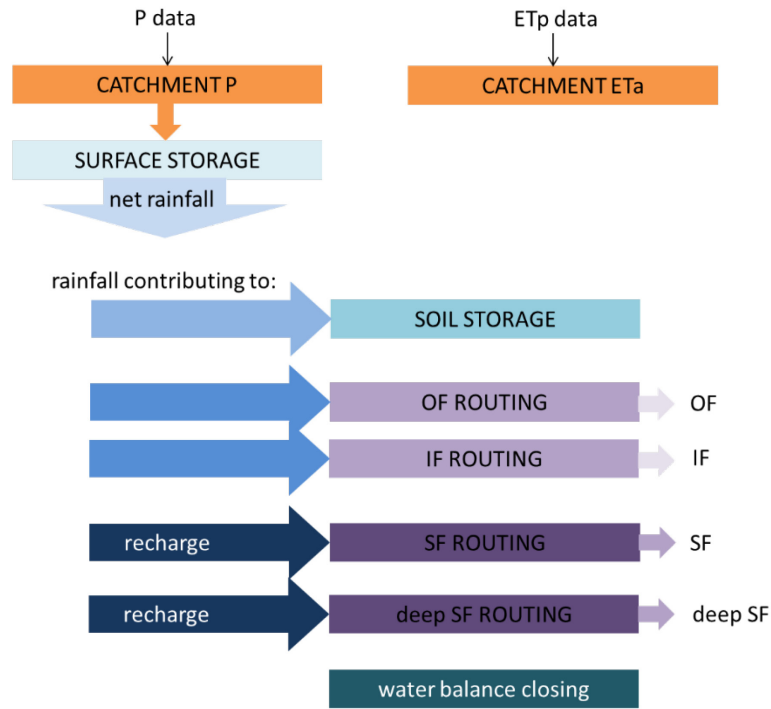 P data
ETp data
CATCHMENT P
CATCHMENT ETa
SURFACE STORAGE
net rainfall
rainfall contributing to:
SOIL STORAGE
OF ROUTING
OF
IF ROUTING
IF
recharge
SF ROUTING
SF
recharge
deep SF ROUTING
deep SF
water balance closing